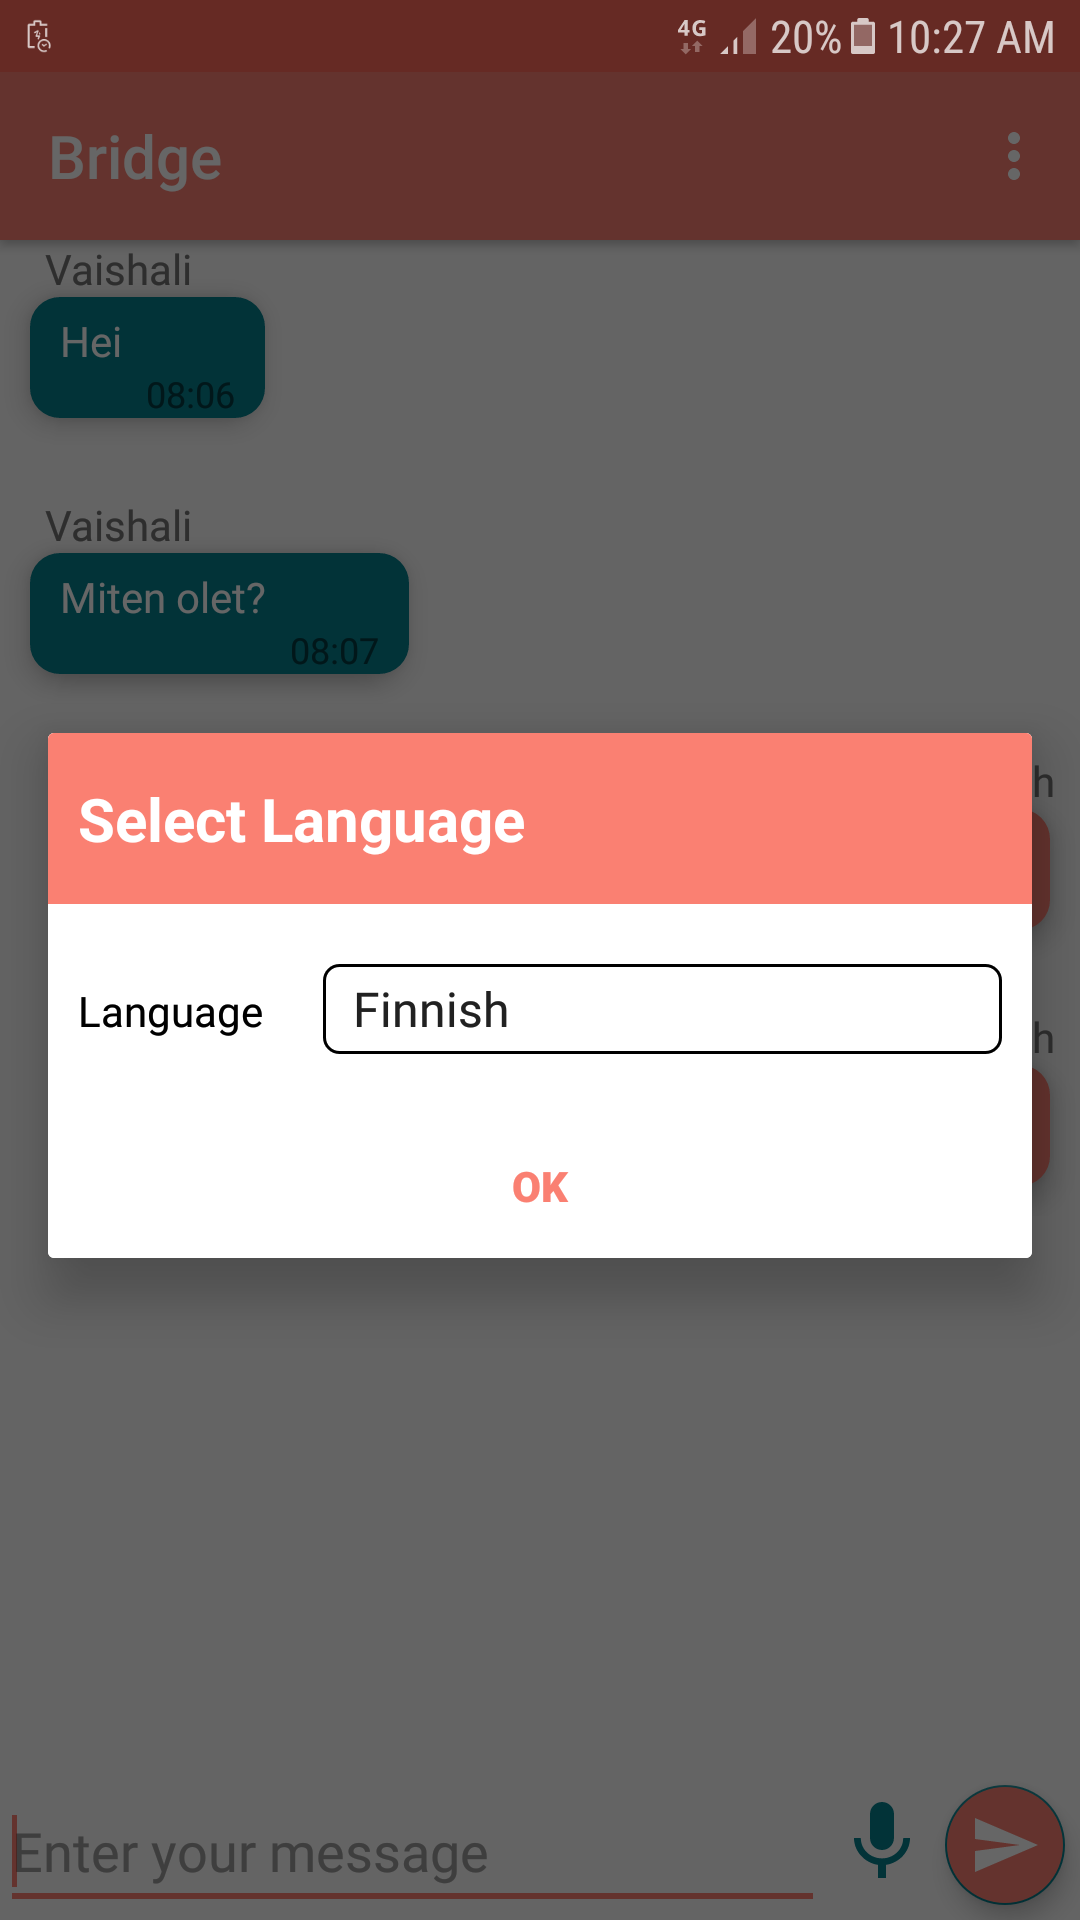 4G 20% 10:27 AM
Bridge
Vaishali
Hei
08:06
Vaishali
Miten olet?
08:07
h
Select Language
Language Finnish
h
OK
Enter your message